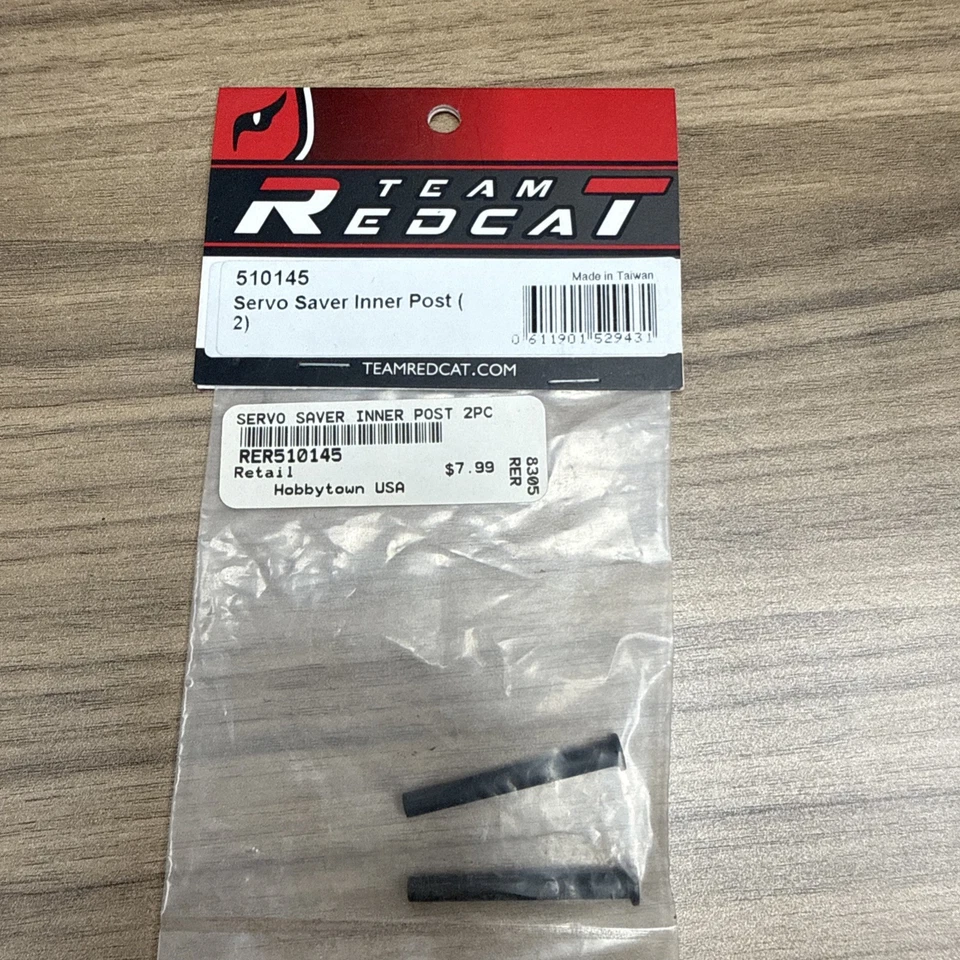 TEAM
REDCAT
510145
Made in Taiwan
Servo Saver Inner Post (
2)
0 611901 529431
TEAMREDCAT.COM
SERVO SAVER INNER POST 2PC
RER510145
Retail
$7.99
Hobbytown USA
8305
RER